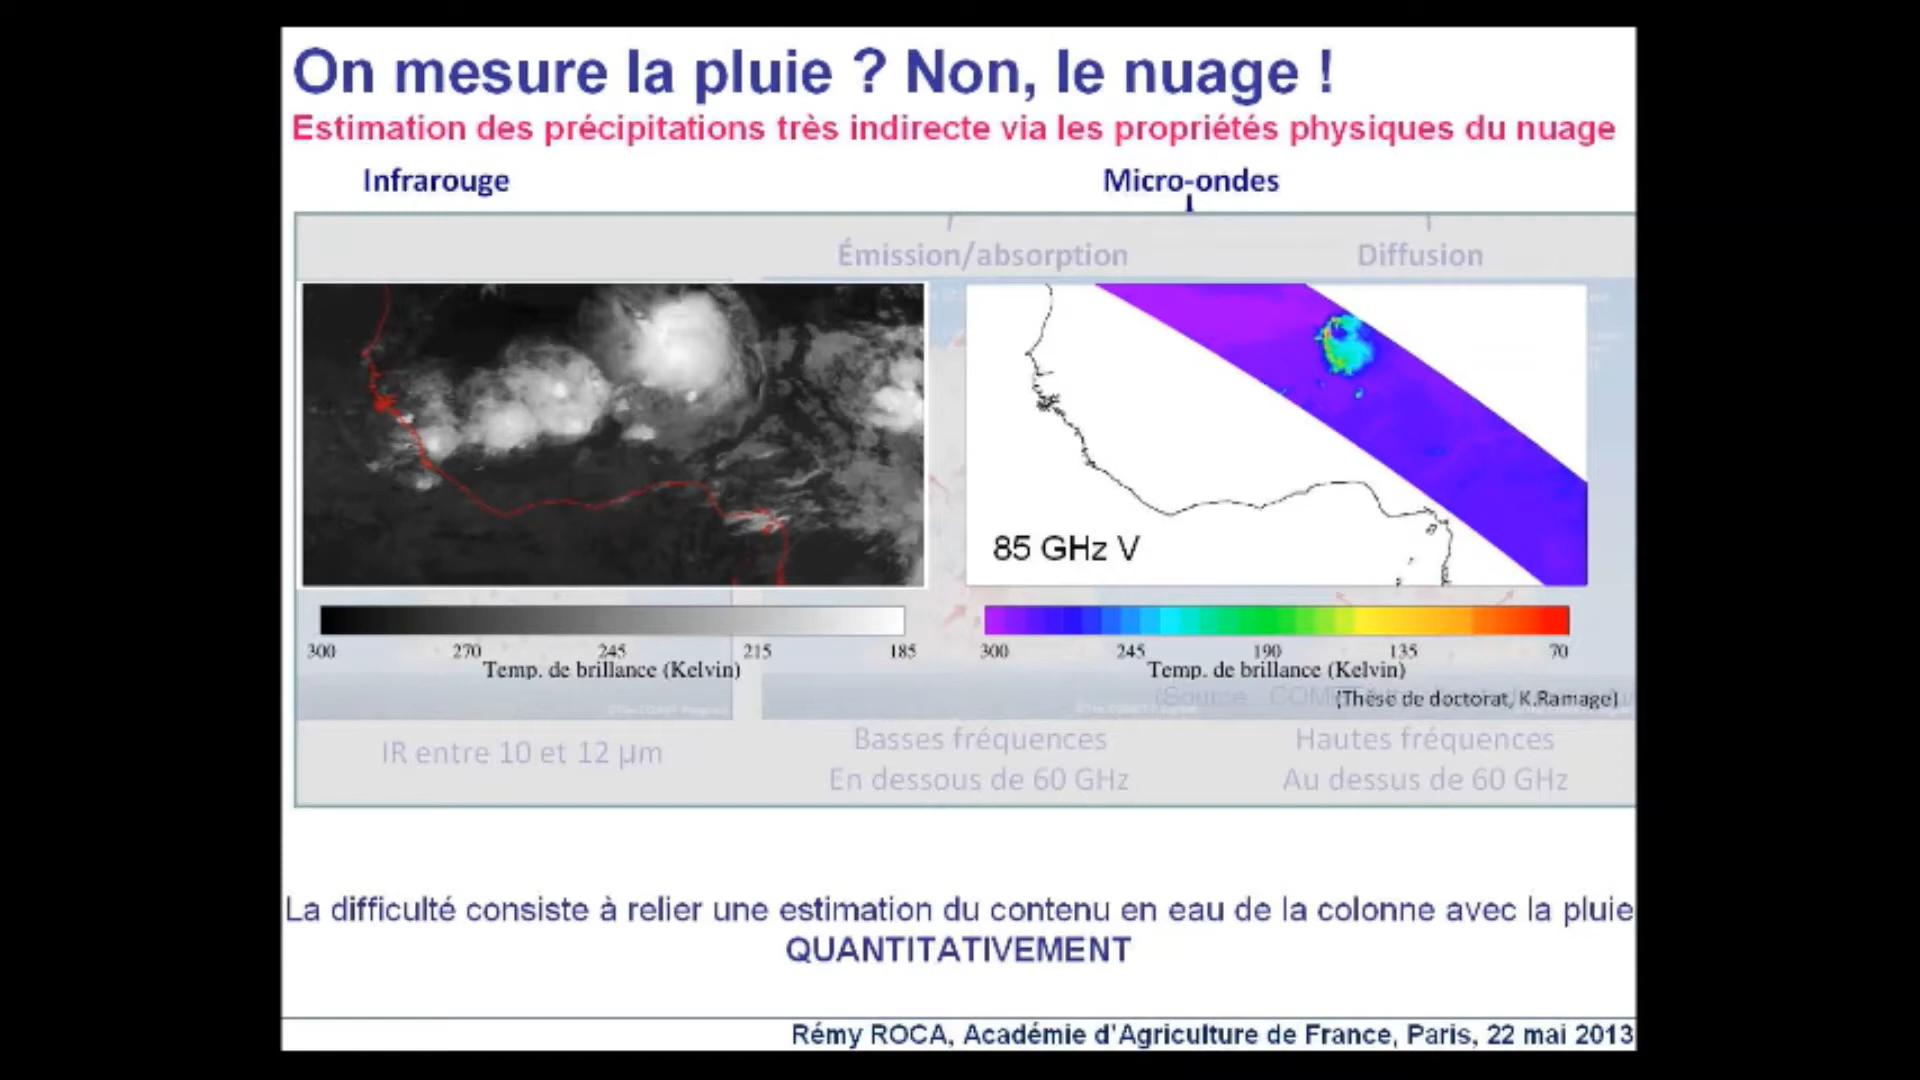 On mesure la pluie ? Non, le nuage !
Estimation des précipitations très indirecte via les propriétés physiques du nuage
Infrarouge
Micro-ondes
Émission/absorption
Diffusion
85 GHz V
300 270 245 215 185
Temp. de brillance (Kelvin)
300 245 190 135 70
Temp. de brillance (Kelvin)
(Source COM
(Thèse de doctorat, K.Ramage)
IR entre 10 et 12 µm
Basses fréquences
En dessous de 60 GHz
Hautes fréquences
Au dessus de 60 GHz
La difficulté consiste à relier une estimation du contenu en eau de la colonne avec la pluie
QUANTITATIVEMENT
Rémy ROCA, Académie d'Agriculture de France, Paris, 22 mai 2013